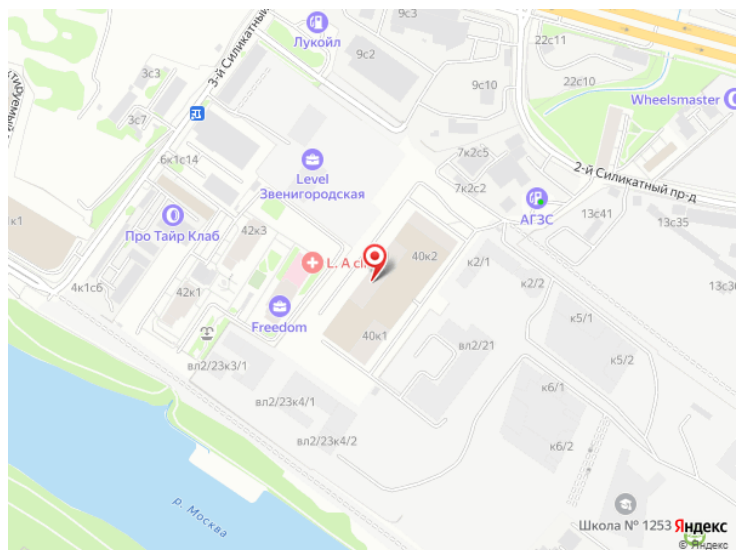 9с3
9с2
Лукойл
3-й Силикатный
22с11
22с10
9с10
3с3
3с7
Wheelsmaster
6к1с14
7к2с5
7к2с2
2-й Силикатный пр-д
Level
Звенигородская
АГЗС
13с41
13с35
13с36
к1
Про Тайр Клаб
42к3
40к2
L. A cli
к2/1
к2/2
4к1с6
42к1
Freedom
40к1
вл2/21
к5/1
к5/2
вл2/23к3/1
вл2/23к4/1
вл2/23к4/2
к6/1
к6/2
р. Москва
Школа № 1253
Яндекс
© Яндекс